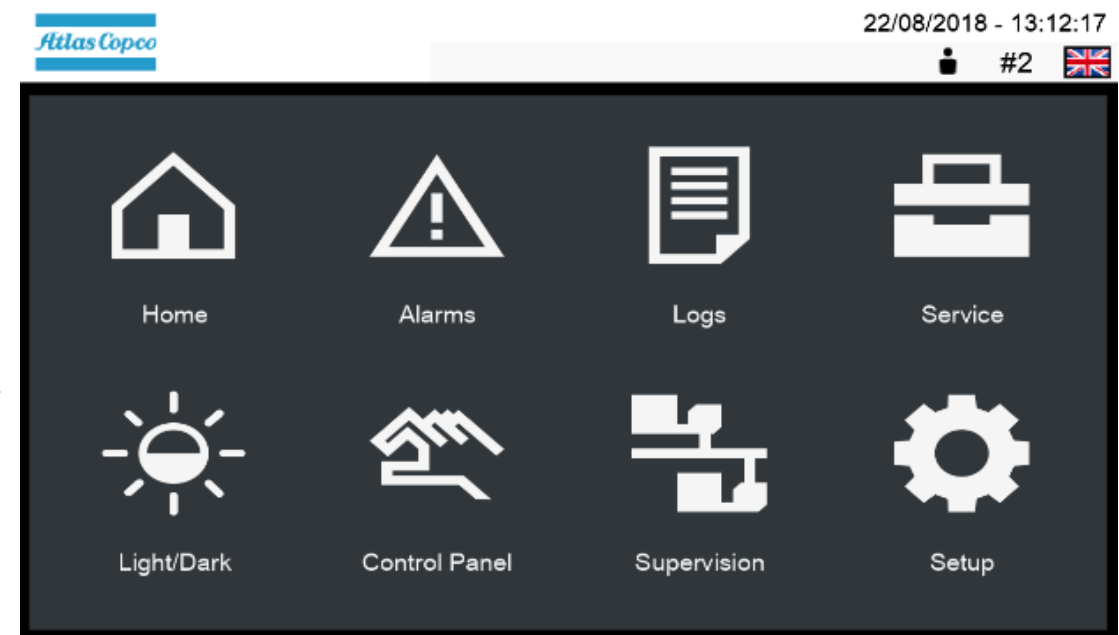 Atlas Copco
22/08/2018 - 13:12:17
#2
Home Alarms Logs Service
Light/Dark Control Panel Supervision Setup